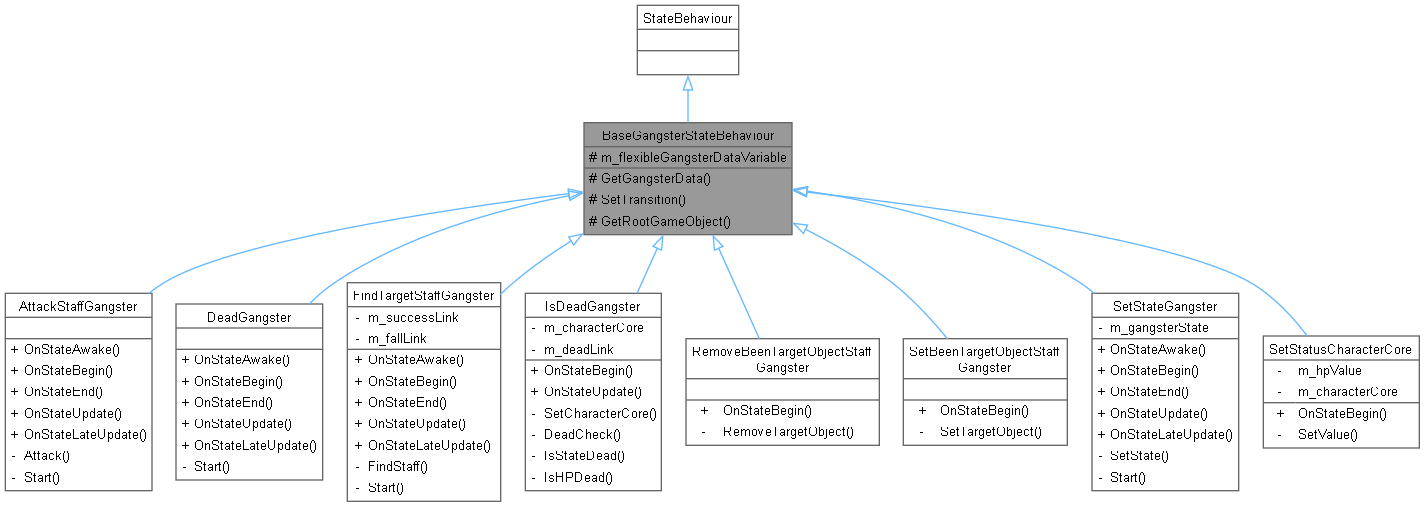 StateBehaviour
BaseGangsterStateBehaviour
# m_flexibleGangsterDataVariable
# GetGangsterData()
# SetTransition()
# GetRootGameObject()
AttackStaffGangster
+ OnStateAwake()
+ OnStateBegin()
+ OnStateEnd()
+ OnStateUpdate()
+ OnStateLateUpdate()
- Attack()
- Start()
DeadGangster
+ OnStateAwake()
+ OnStateBegin()
+ OnStateEnd()
+ OnStateUpdate()
+ OnStateLateUpdate()
- Start()
FindTargetStaffGangster
- m_successLink
- m_fallLink
+ OnStateAwake()
+ OnStateBegin()
+ OnStateEnd()
+ OnStateUpdate()
+ OnStateLateUpdate()
- FindStaff()
- Start()
IsDeadGangster
- m_characterCore
- m_deadLink
+ OnStateBegin()
+ OnStateUpdate()
- SetCharacterCore()
- DeadCheck()
- IsStateDead()
- IsHPDead()
RemoveBeenTargetObjectStaff
Gangster
+ OnStateBegin()
- RemoveTargetObject()
SetBeenTargetObjectStaff
Gangster
+ OnStateBegin()
- SetTargetObject()
SetStateGangster
- m_gangsterState
+ OnStateAwake()
+ OnStateBegin()
+ OnStateEnd()
+ OnStateUpdate()
+ OnStateLateUpdate()
- SetState()
- Start()
SetStatusCharacterCore
- m_hpValue
- m_characterCore
+ OnStateBegin()
- SetValue()